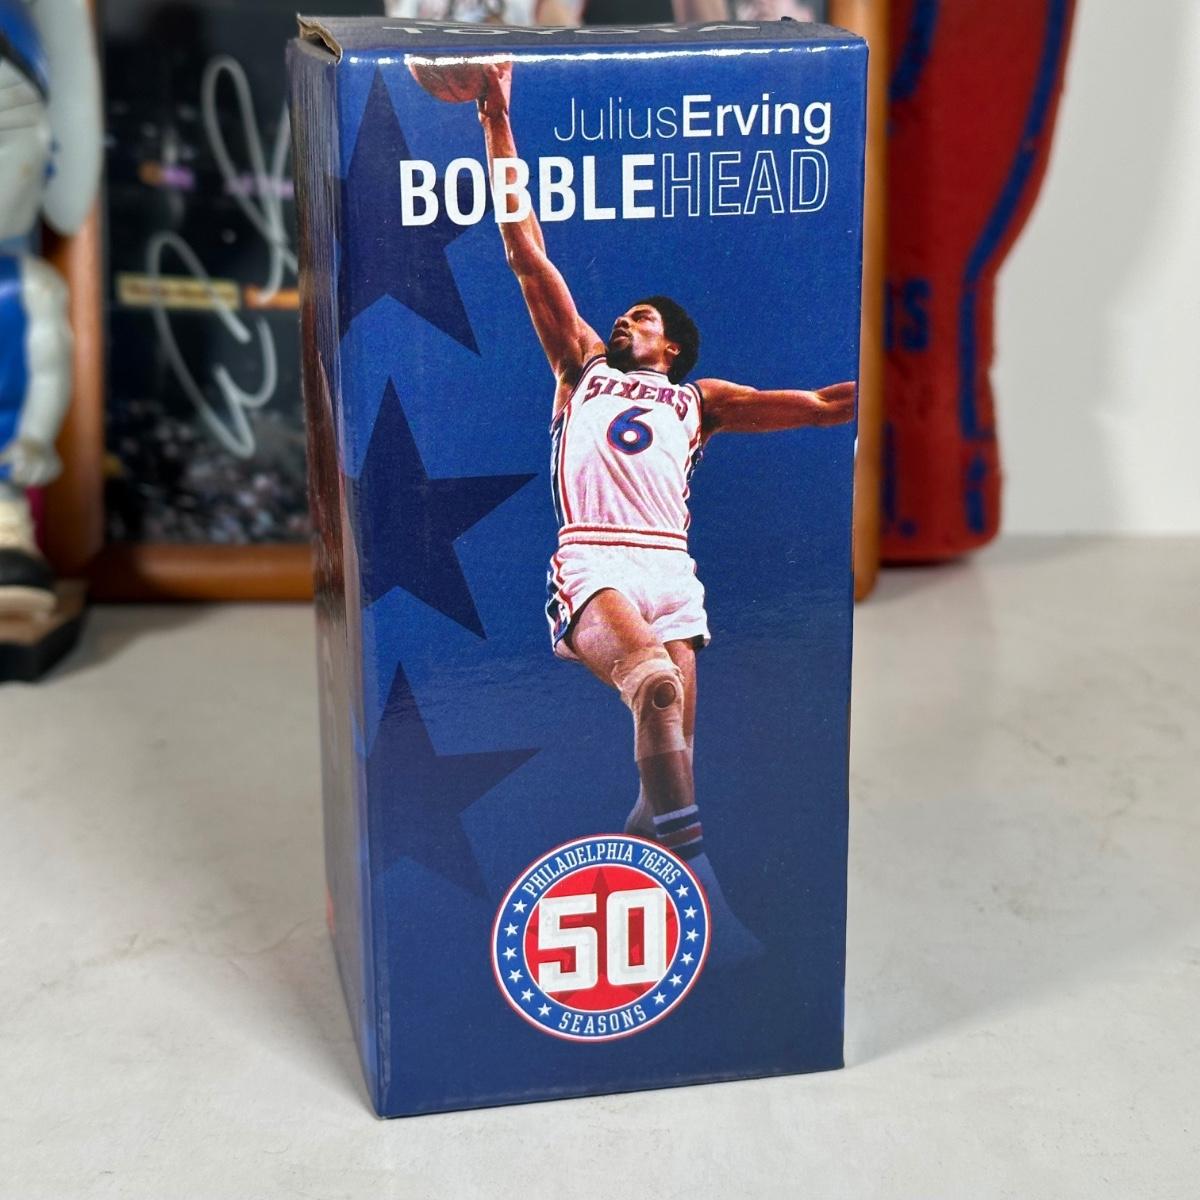 TOYOTA
JuliusErving
BOBBLEHEAD
SIXERS
6
PHILADELPHIA 76ERS
50
SEASONS